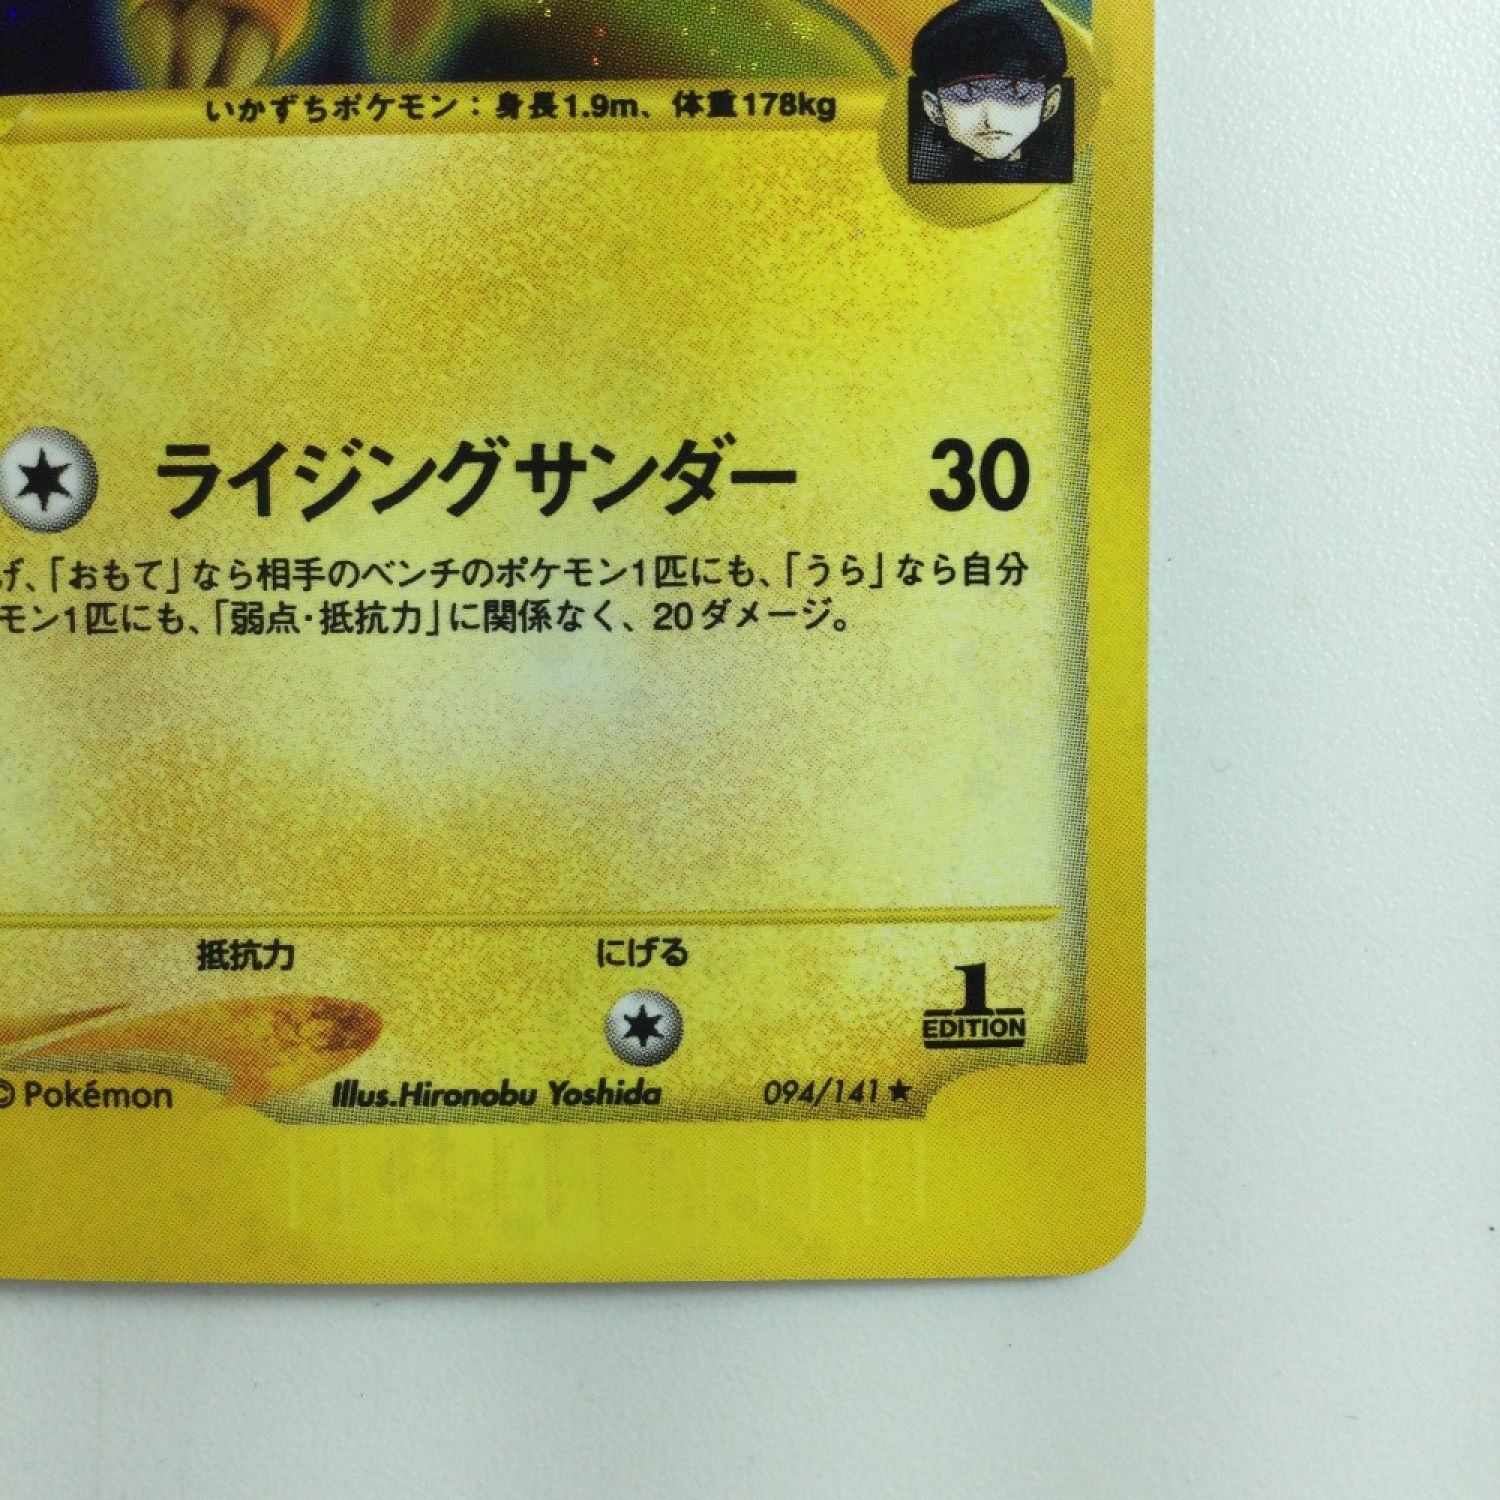 いかずちポケモン：身長1.9m、体重178kg
ライジングサンダー 30
げ、「おもて」なら相手のベンチのポケモン1匹にも、「うら」なら自分
モン1匹にも、「弱点・抵抗力」に関係なく、20ダメージ。
抵抗力 にげる
1
EDITION
© Pokémon Illus.Hironobu Yoshida 094/141★